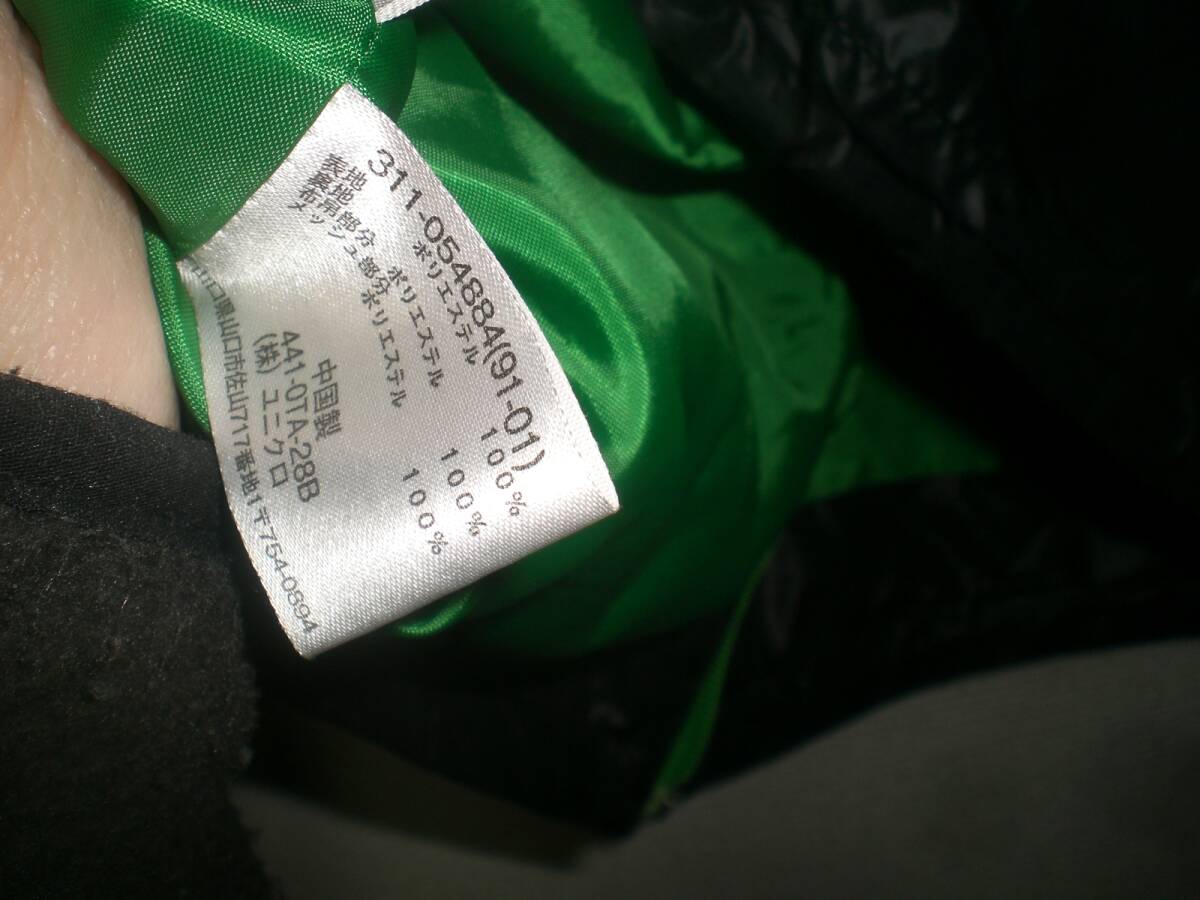 311-054884(91-01)
表地 ポリエステル 100%
裏地
布帛部分 ポリエステル 100%
メッシュ部分 ポリエステル 100%
中国製
441-0TA-28B
(株) ユニクロ
山口県山口市佐山717番地1〒754-0894